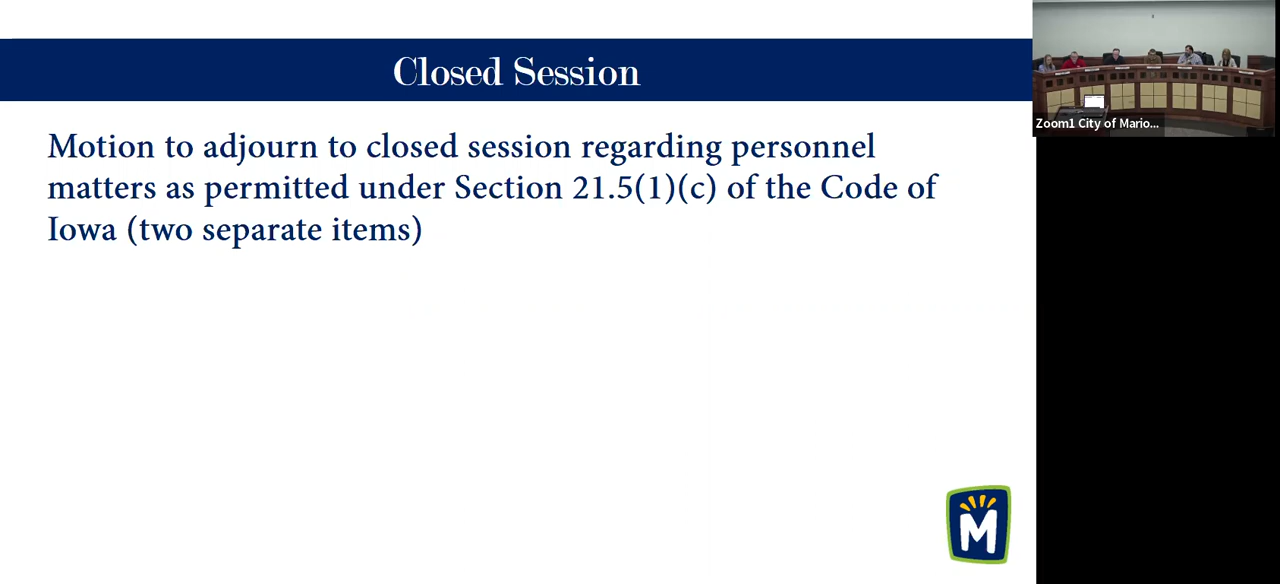 Closed Session
Motion to adjourn to closed session regarding personnel
matters as permitted under Section 21.5(1)(c) of the Code of
Iowa (two separate items)
Zoom1 City of Mario...
M